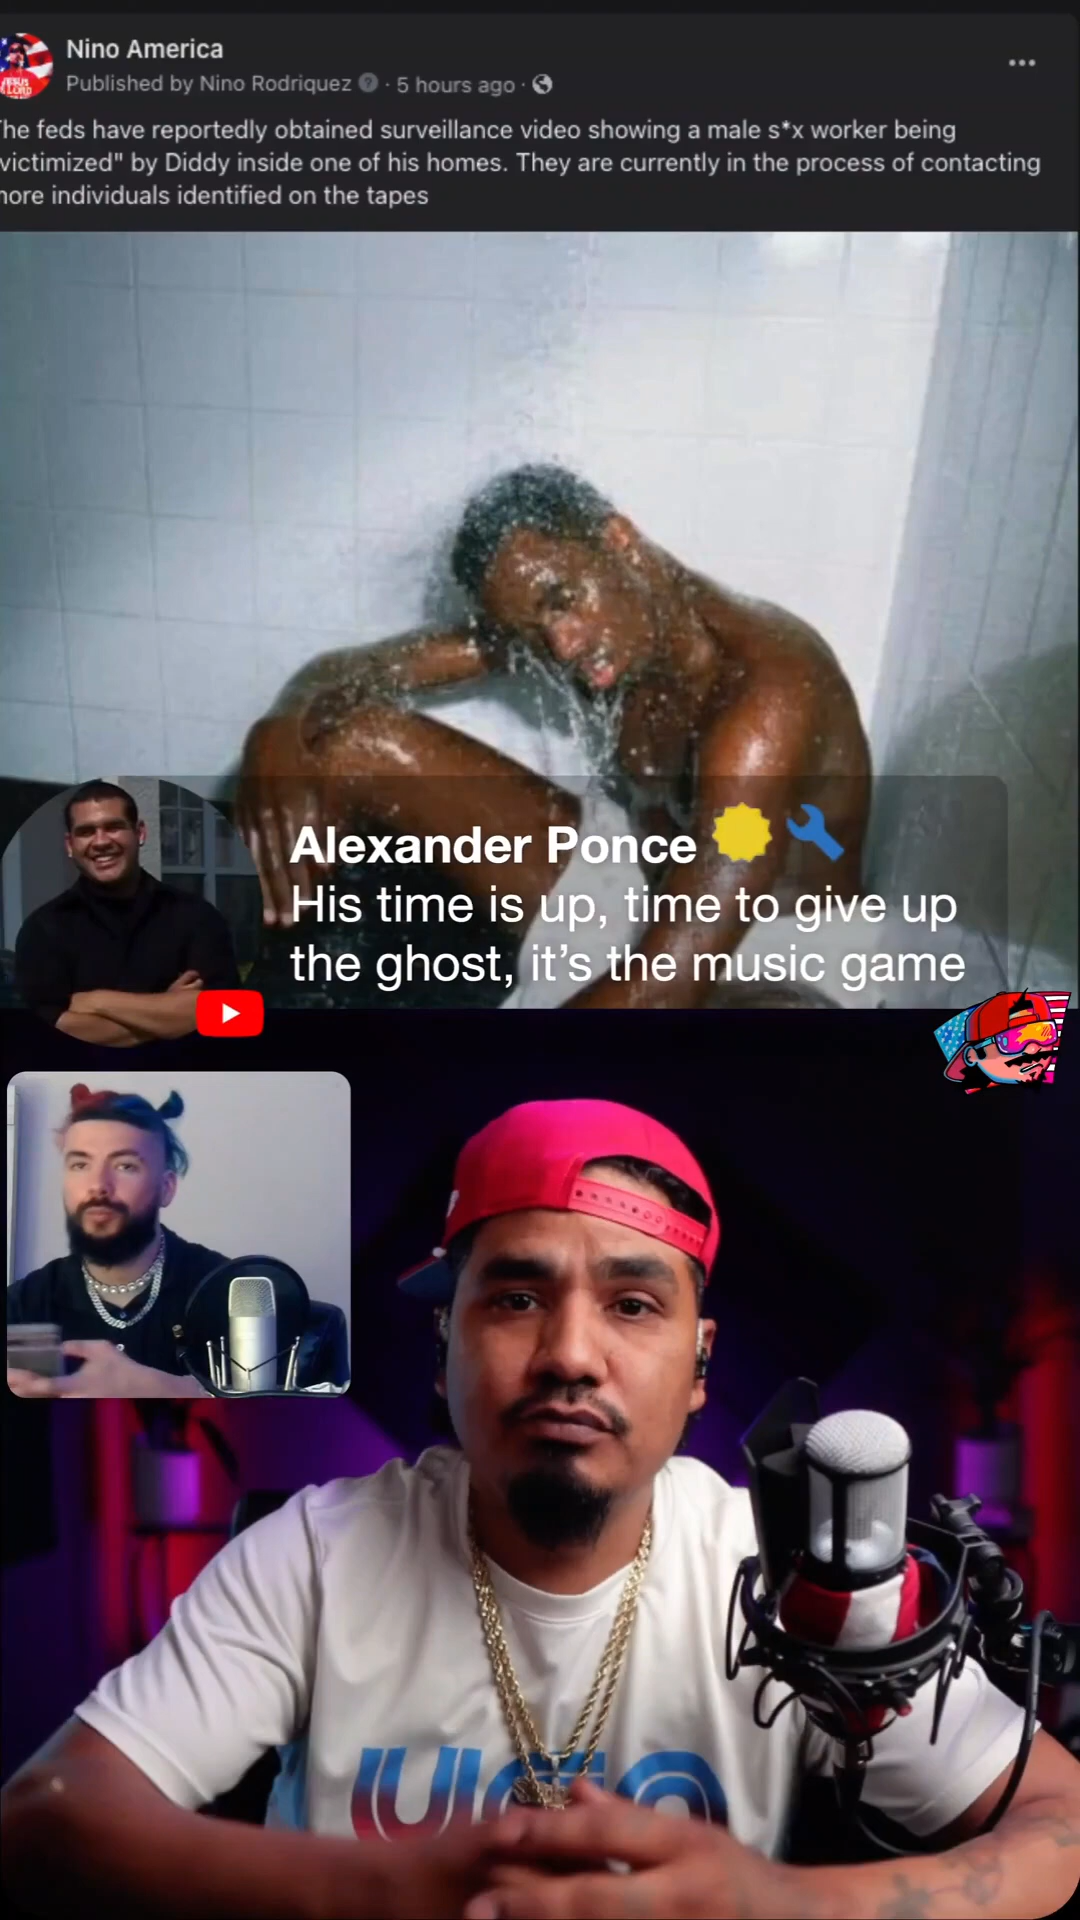 Nino America
Published by Nino Rodriquez · 5 hours ago ·
he feds have reportedly obtained surveillance video showing a male s*x worker being
victimized" by Diddy inside one of his homes. They are currently in the process of contacting
ore individuals identified on the tapes
Alexander Ponce
His time is up, time to give up
the ghost, it's the music game